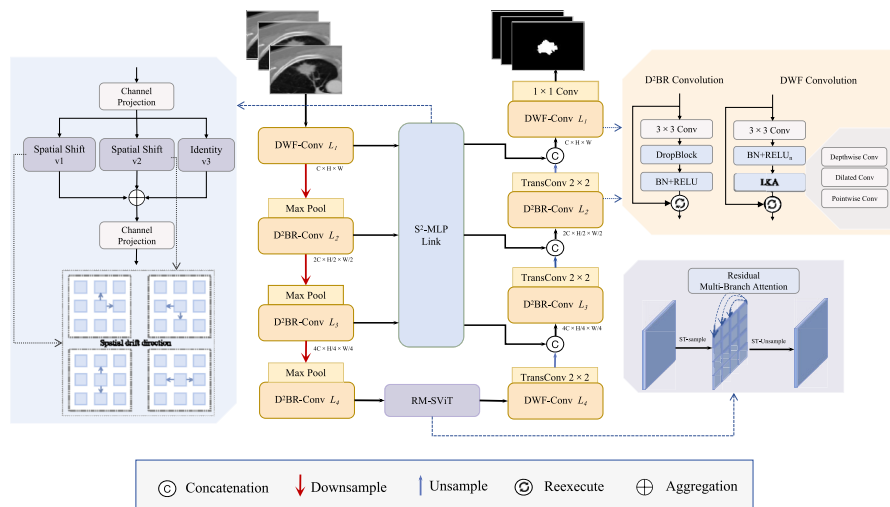 Channel
Projection
Spatial Shift
v1
Spatial Shift
v2
Identity
v3
Channel
Projection
Spatial drift direction
DWF-Conv L1
C × H × W
Max Pool
D²BR-Conv L2
2C × H/2 × W/2
Max Pool
D²BR-Conv L3
4C × H/4 × W/4
Max Pool
D²BR-Conv L4
S²-MLP
Link
RM-SViT
1 × 1 Conv
DWF-Conv L1
C × H × W
C
TransConv 2 × 2
D²BR-Conv L2
2C × H/2 × W/2
C
TransConv 2 × 2
D²BR-Conv L3
4C × H/4 × W/4
C
TransConv 2 × 2
DWF-Conv L4
D²BR Convolution
3 × 3 Conv
DropBlock
BN+RELU
DWF Convolution
3 × 3 Conv
BN+RELUn
LKA
Depthwise Conv
Dilated Conv
Pointwise Conv
Residual
Multi-Branch Attention
ST-sample
ST-Unsample
C Concatenation
Downsample
Unsample
Reexecute
Aggregation